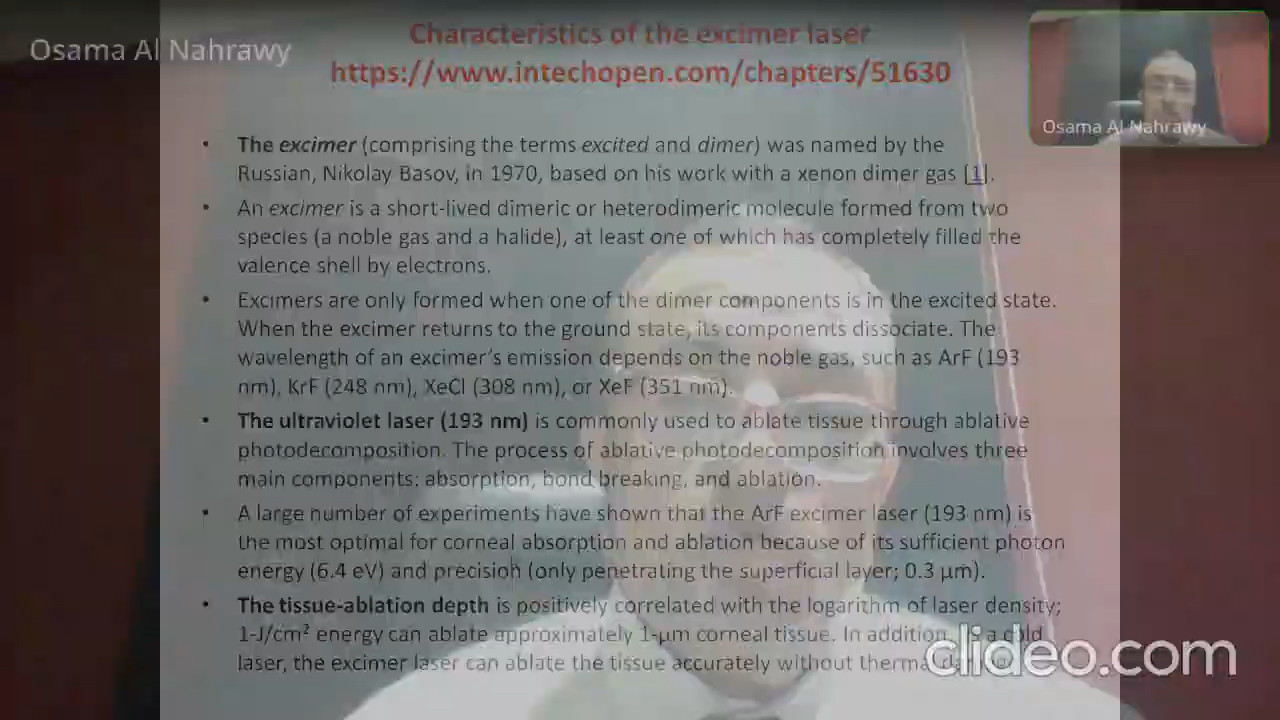 Characteristics of the excimer laser
https://www.intechopen.com/chapters/51630
Osama Al Nahrawy
Osama Al Nahrawy
• The excimer (comprising the terms excited and dimer) was named by the
Russian, Nikolay Basov, in 1970, based on his work with a xenon dimer gas [1].
• An excimer is a short-lived dimeric or heterodimeric molecule formed from two
species (a noble gas and a halide), at least one of which has completely filled the
valence shell by electrons.
• Excimers are only formed when one of the dimer components is in the excited state.
When the excimer returns to the ground state, its components dissociate. The
wavelength of an excimer's emission depends on the noble gas, such as ArF (193
nm), KrF (248 nm), XeCl (308 nm), or XeF (351 nm).
• The ultraviolet laser (193 nm) is commonly used to ablate tissue through ablative
photodecomposition. The process of ablative photodecomposition involves three
main components: absorption, bond breaking, and ablation.
• A large number of experiments have shown that the ArF excimer laser (193 nm) is
the most optimal for corneal absorption and ablation because of its sufficient photon
energy (6.4 eV) and precision (only penetrating the superficial layer; 0.3 μm).
• The tissue-ablation depth is positively correlated with the logarithm of laser density;
1-J/cm² energy can ablate approximately 1-μm corneal tissue. In addition, a cold
laser, the excimer laser can ablate the tissue accurately without thermal
clideo.com